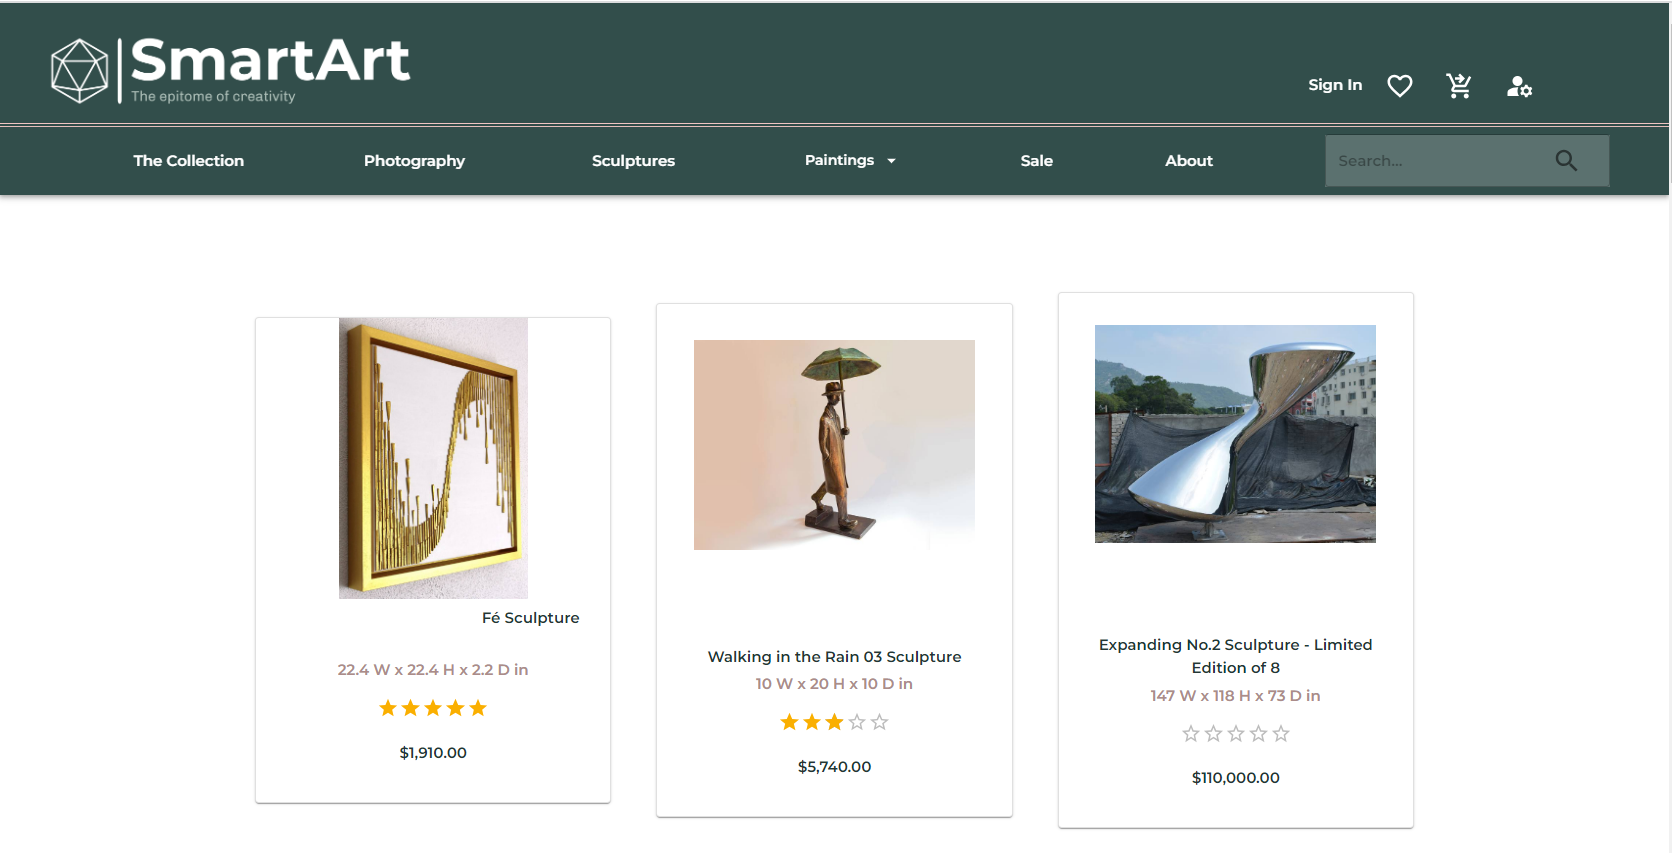 SmartArt
The epitome of creativity
Sign In
The Collection
Photography
Sculptures
Paintings
Sale
About
Search...
Fé Sculpture
22.4 W x 22.4 H x 2.2 D in
$1,910.00
Walking in the Rain 03 Sculpture
10 W x 20 H x 10 D in
$5,740.00
Expanding No.2 Sculpture - Limited
Edition of 8
147 W x 118 H x 73 D in
$110,000.00